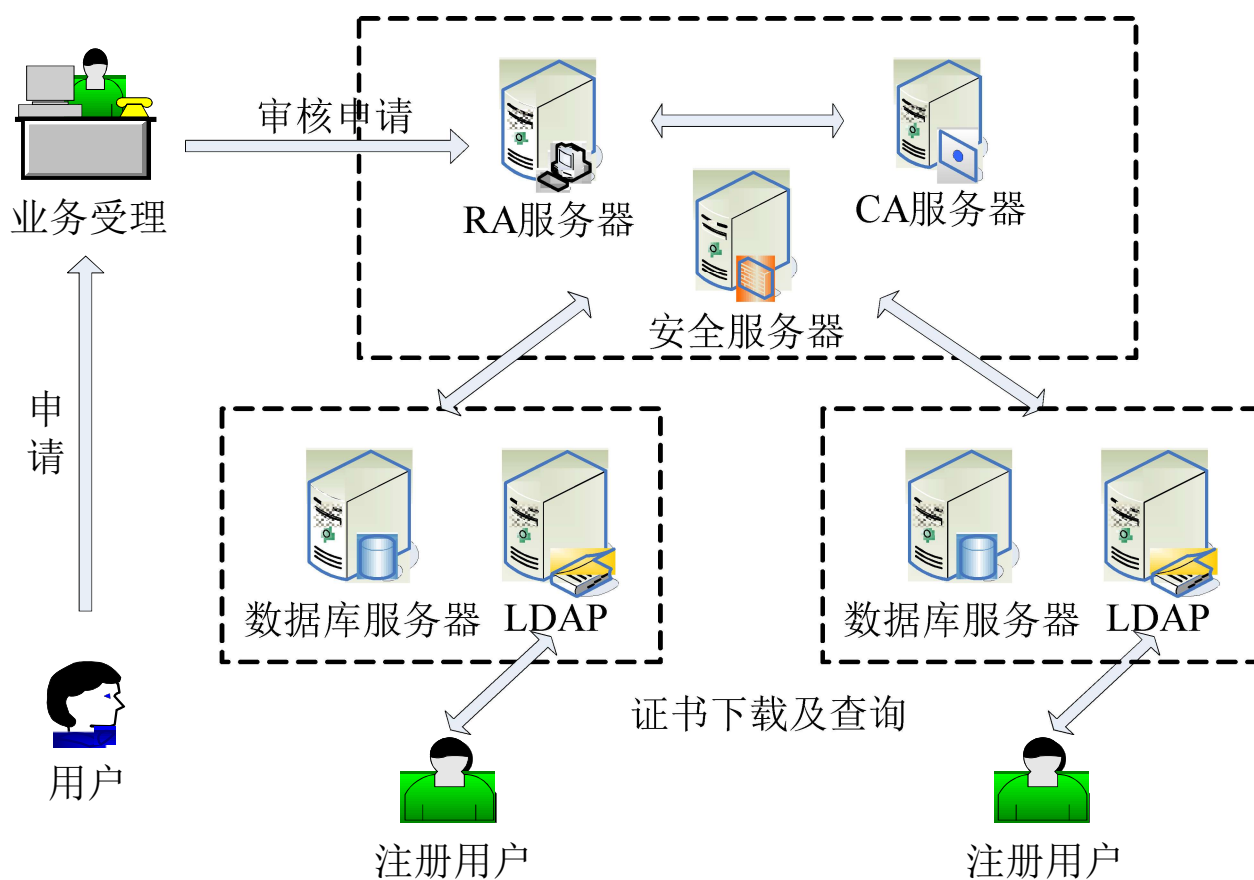 审核申请
业务受理
RA服务器
CA服务器
安全服务器
申请
数据库服务器
LDAP
数据库服务器
LDAP
证书下载及查询
用户
注册用户
注册用户